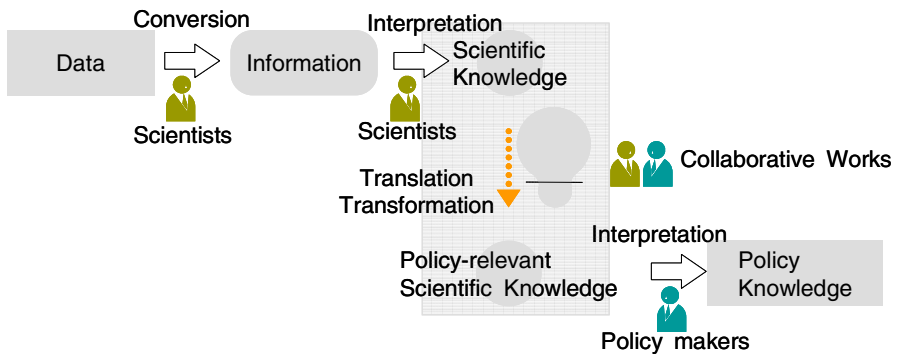 Conversion
Interpretation
Data
Information
Scientific
Knowledge
Scientists
Scientists
Collaborative Works
Translation
Transformation
Interpretation
Policy-relevant
Scientific Knowledge
Policy
Knowledge
Policy makers